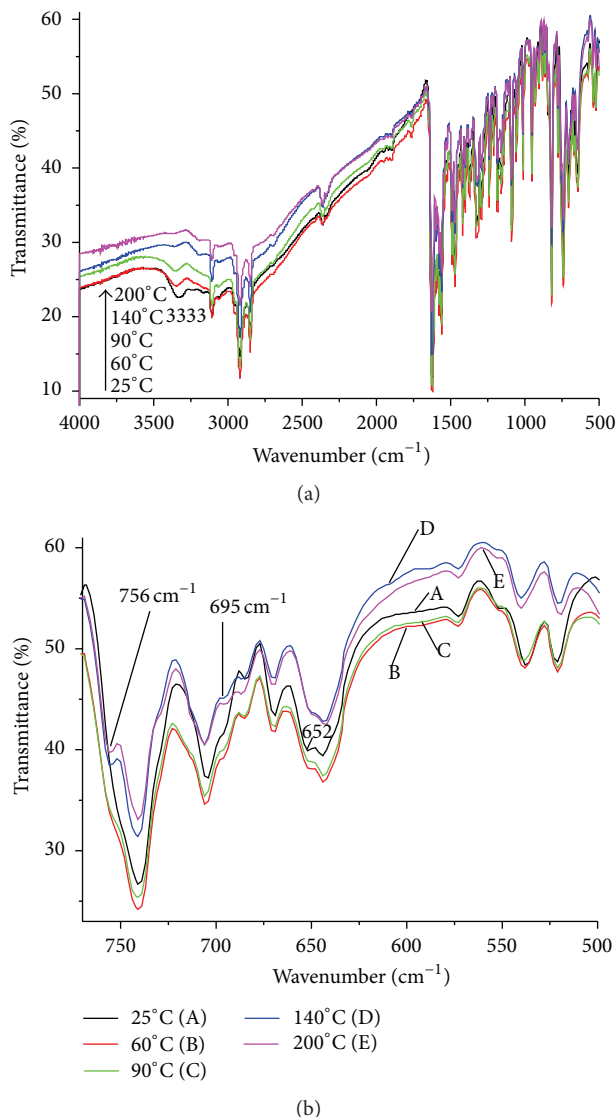 60
50
40
30
20
10
Transmittance (%)
200°C
140°C
90°C
60°C
25°C
3333
4000 3500 3000 2500 2000 1500 1000 500
Wavenumber (cm−1)
(a)
60
50
40
30
Transmittance (%)
756 cm−1
695 cm−1
652
D
E
A
B
C
750 700 650 600 550 500
Wavenumber (cm−1)
25°C (A)
60°C (B)
90°C (C)
140°C (D)
200°C (E)
(b)